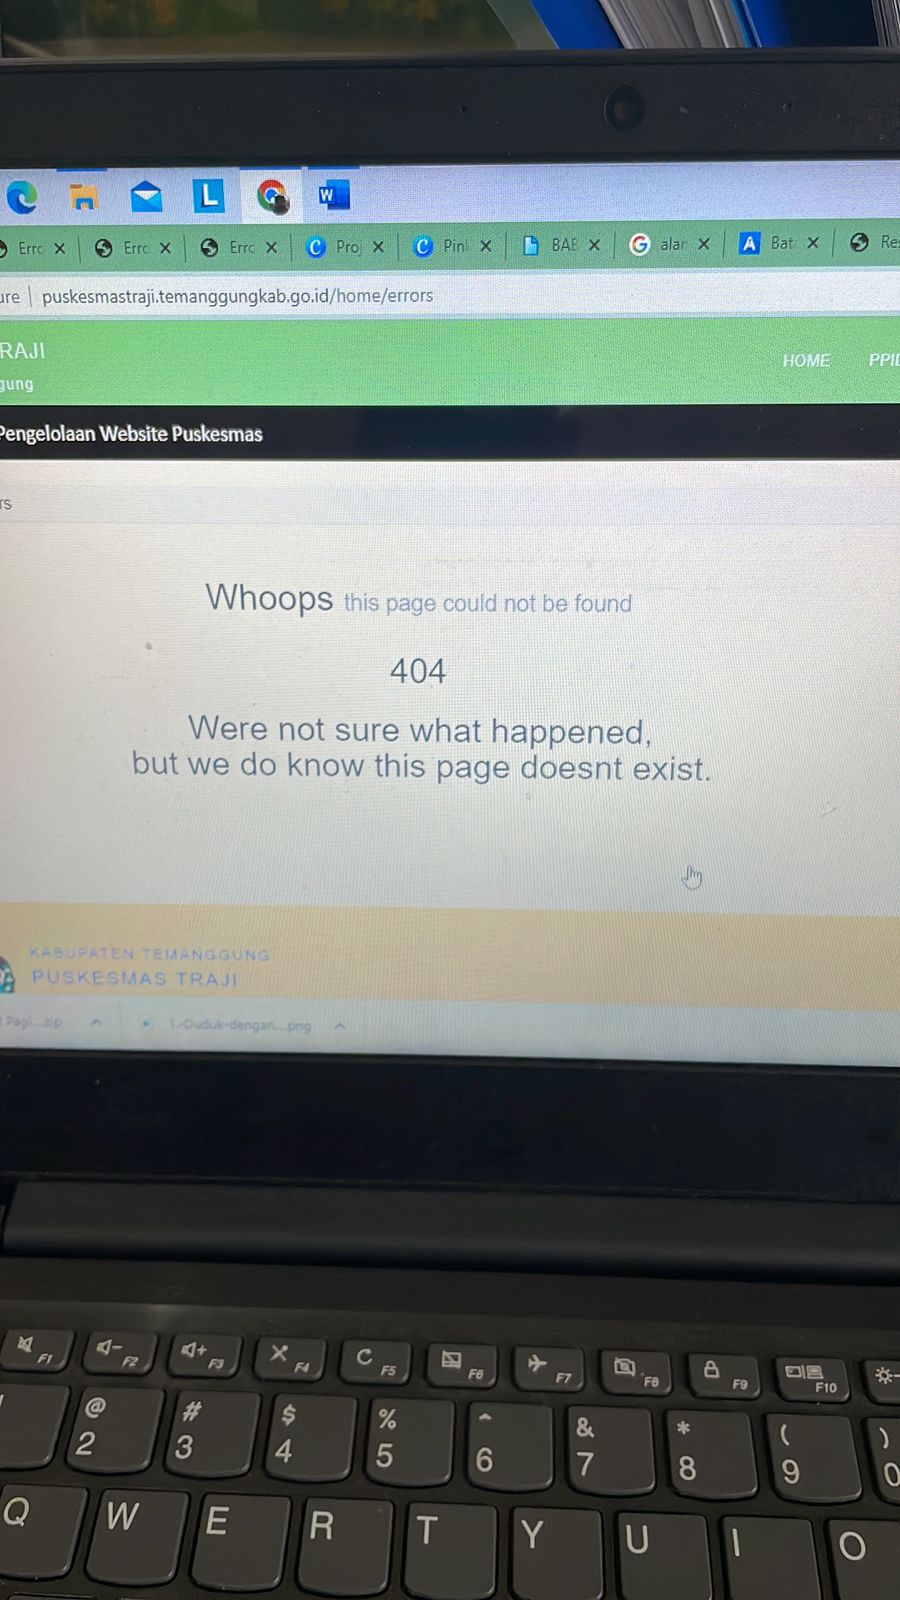 L
W
Errc
Errc
Errc
Proj
Pinl
BAE
alar
Bat
Res
ure
puskesmastraji.temanggungkab.go.id/home/errors
RAJI
HOME
PPID
gung
Pengelolaan Website Puskesmas
rs
Whoops this page could not be found
404
Were not sure what happened,
but we do know this page doesnt exist.
KABUPATEN TEMANGGUNG
PUSKESMAS TRAJI
Pagi....zip
1.-Duduk-dengan....png
F1 F2 F3 F4 F5 F6 F7 F8 F9 F10
@ # $ % ^ & * ( )
2 3 4 5 6 7 8 9 0
Q W E R T Y U I O